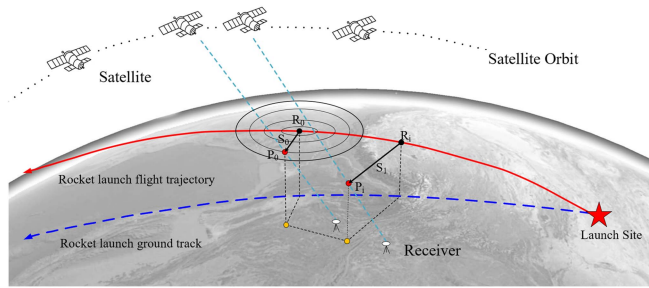 Satellite
Satellite Orbit
R₀
S₀
P₀
Rᵢ
S₁
Pᵢ
Rocket launch flight trajectory
Rocket launch ground track
Receiver
Launch Site